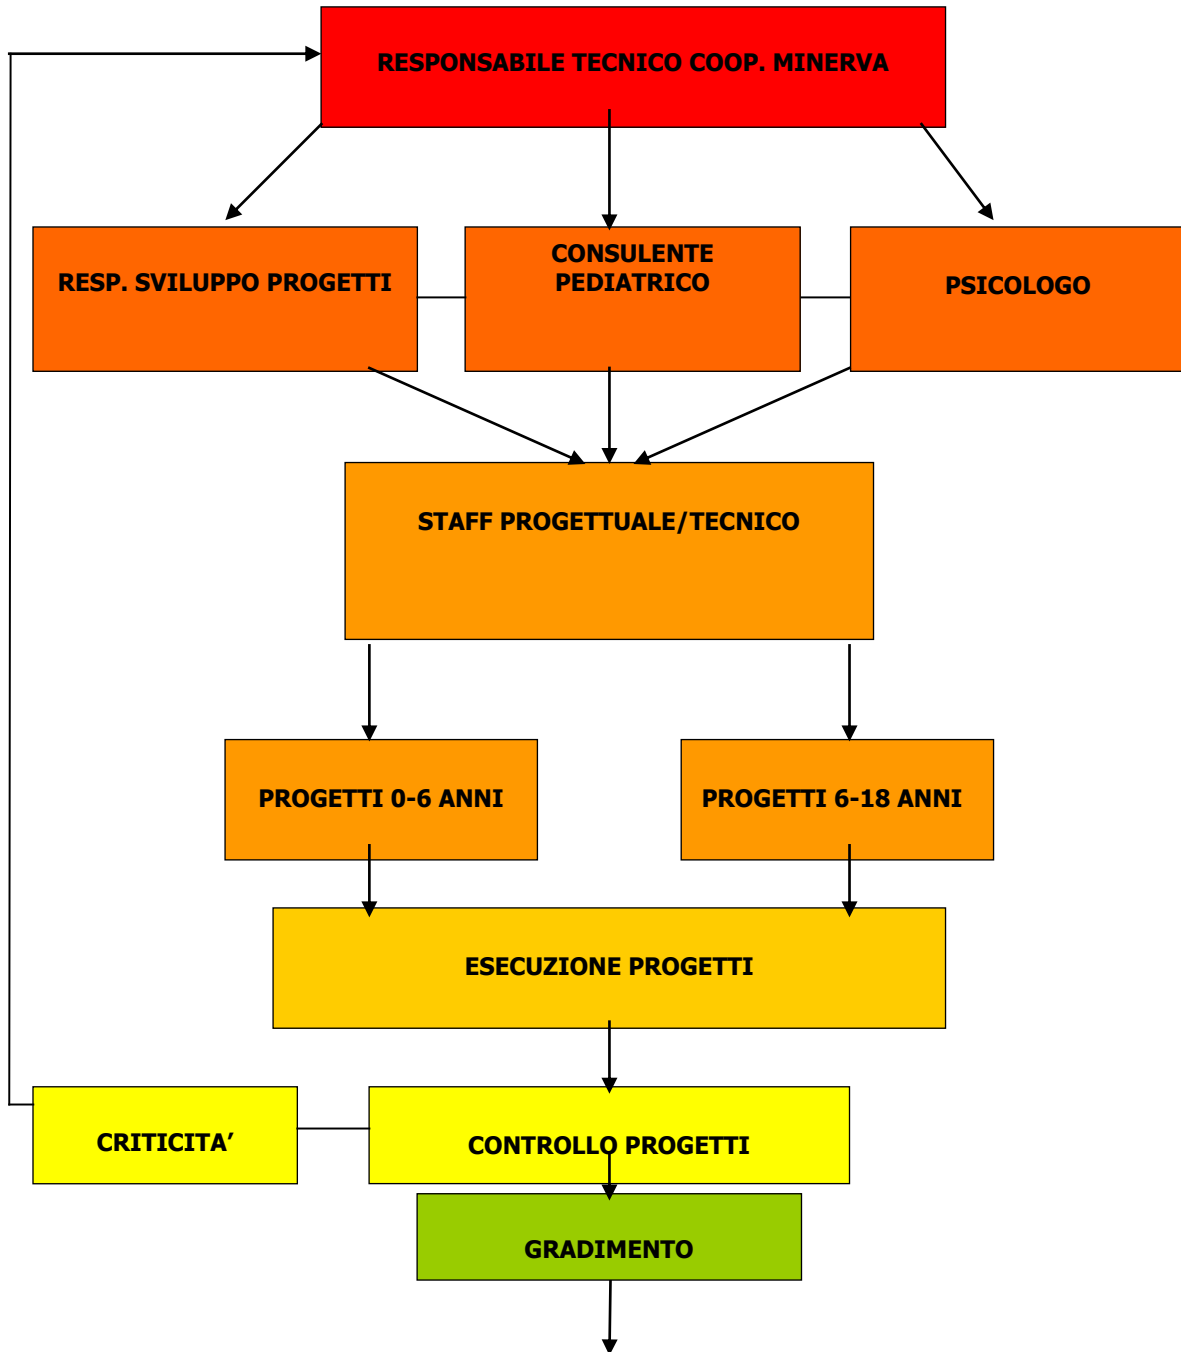 RESPONSABILE TECNICO COOP. MINERVA
RESP. SVILUPPO PROGETTI
CONSULENTE
PEDIATRICO
PSICOLOGO
STAFF PROGETTUALE/TECNICO
PROGETTI 0-6 ANNI
PROGETTI 6-18 ANNI
ESECUZIONE PROGETTI
CRITICITA’
CONTROLLO PROGETTI
GRADIMENTO